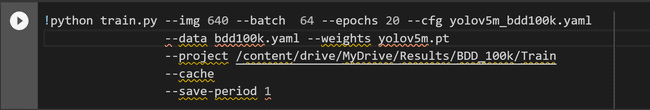 !python train.py --img 640 --batch  64 --epochs 20 --cfg yolov5m_bdd100k.yaml
--data bdd100k.yaml --weights yolov5m.pt
--project /content/drive/MyDrive/Results/BDD_100k/Train
--cache
--save-period 1